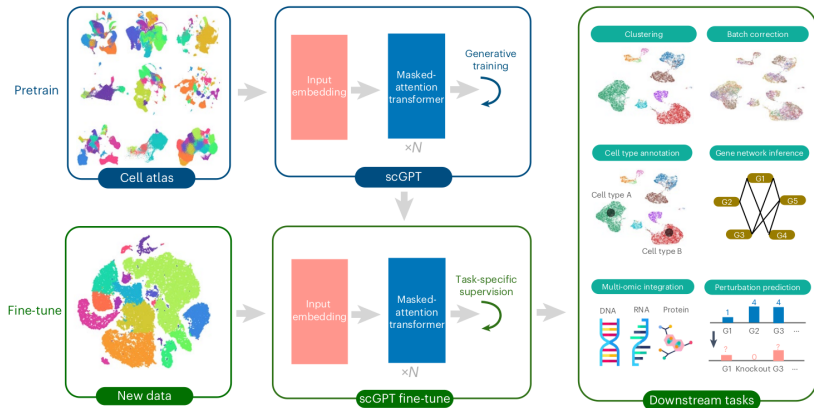 Pretrain
Cell atlas
Input
embedding
Masked-
attention
transformer
×N
Generative
training
scGPT
Fine-tune
New data
Input
embedding
Masked-
attention
transformer
×N
Task-specific
supervision
scGPT fine-tune
Clustering
Batch correction
Cell type annotation
Cell type A
Cell type B
Gene network inference
G1
G2
G5
G3
G4
Multi-omic integration
DNA
RNA
Protein
Perturbation prediction
1
4
4
G1 G2 G3 ...
? 0 ?
G1 Knockout G3 ...
Downstream tasks